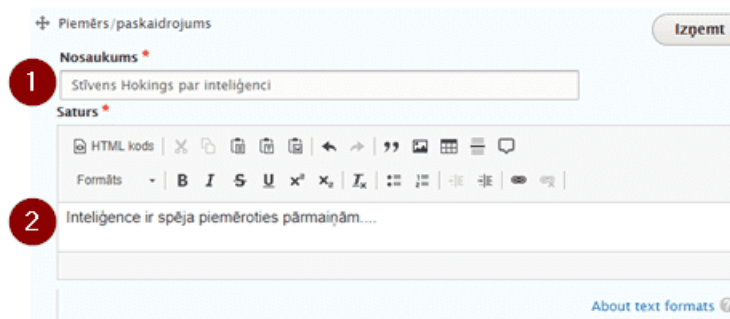 Piemērs/paskaidrojums
Izņemt
Nosaukums *
1
Stīvens Hokings par inteliģenci
Saturs *
HTML kods
Formāts B I S U x² x₂ Tx
2
Inteliģence ir spēja piemēroties pārmaiņām....
About text formats ?